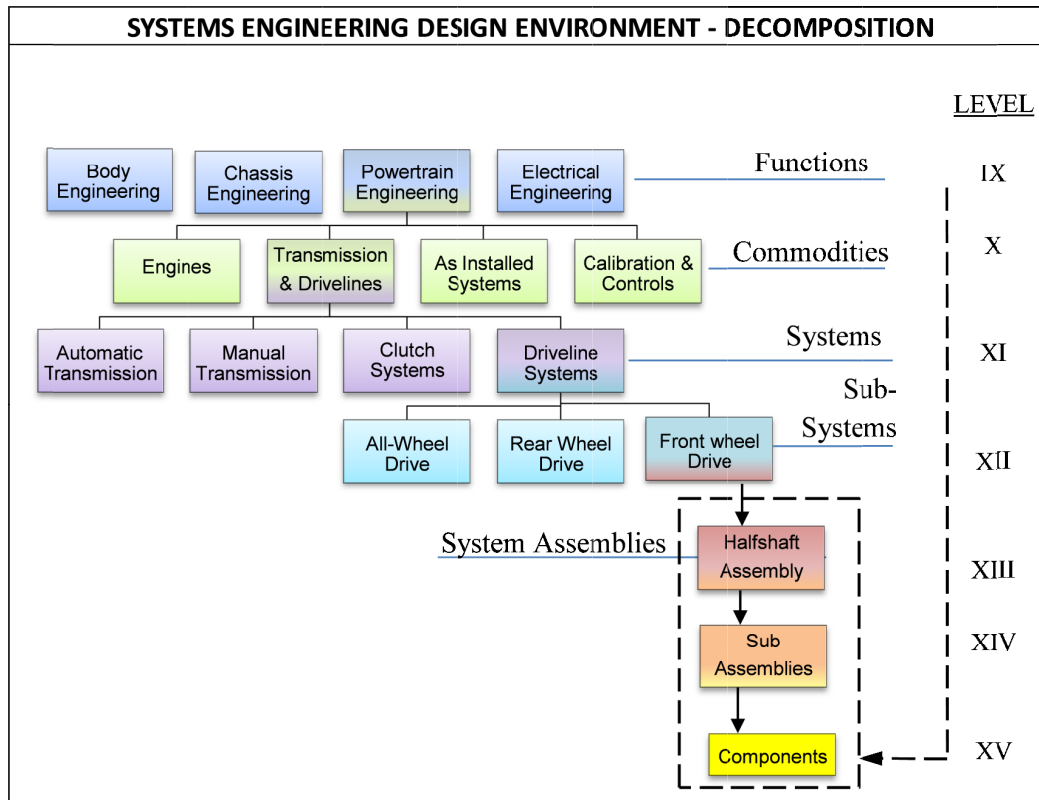 SYSTEMS ENGINEERING DESIGN ENVIRONMENT - DECOMPOSITION
LEVEL
Body
Engineering
Chassis
Engineering
Powertrain
Engineering
Electrical
Engineering
Functions
IX
Engines
Transmission
& Drivelines
As Installed
Systems
Calibration &
Controls
Commodities
X
Automatic
Transmission
Manual
Transmission
Clutch
Systems
Driveline
Systems
Systems
XI
All-Wheel
Drive
Rear Wheel
Drive
Front wheel
Drive
Sub-
Systems
XII
System Assemblies
Halfshaft
Assembly
XIII
Sub
Assemblies
XIV
Components
XV